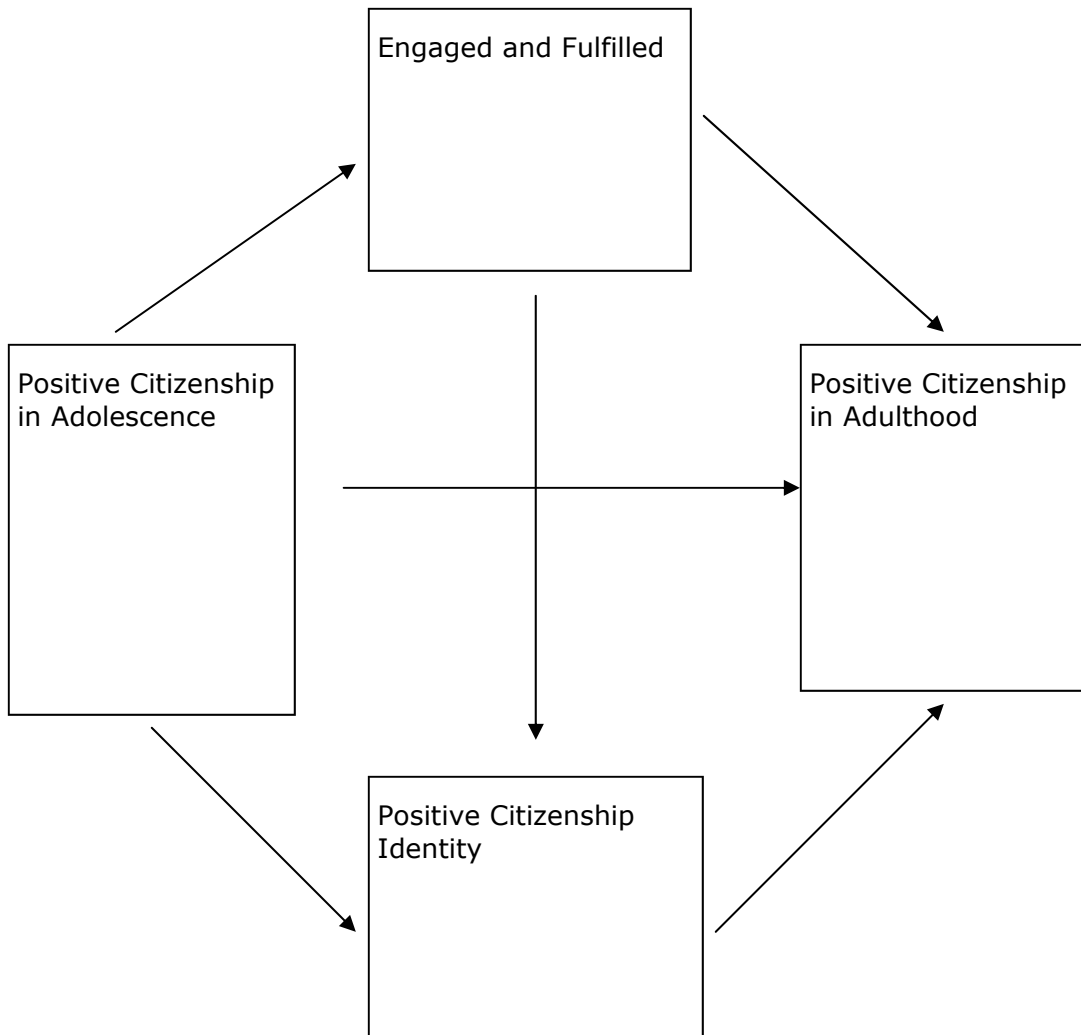 Engaged and Fulfilled
Positive Citizenship
in Adolescence
Positive Citizenship
in Adulthood
Positive Citizenship
Identity